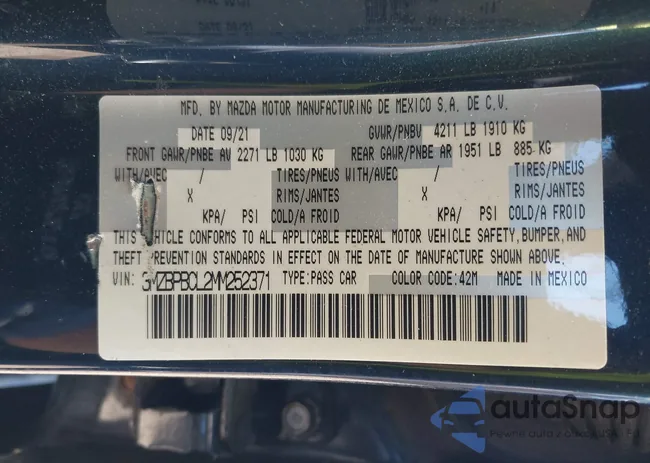 MFD. BY MAZDA MOTOR MANUFACTURING DE MEXICO S.A. DE C.V.
DATE 09/21 GVWR/PNBV 4211 LB 1910 KG
FRONT GAWR/PNBE AV 2271 LB 1030 KG REAR GAWR/PNBE AR 1951 LB 885 KG
WITH/AVEC / TIRES/PNEUS WITH/AVEC / TIRES/PNEUS
X RIMS/JANTES X RIMS/JANTES
KPA/ PSI COLD/A FROID KPA/ PSI COLD/A FROID
THIS VEHICLE CONFORMS TO ALL APPLICABLE FEDERAL MOTOR VEHICLE SAFETY, BUMPER, AND
THEFT PREVENTION STANDARDS IN EFFECT ON THE DATE OF MANUFACTURE SHOWN ABOVE.
VIN: 3MZBPBCL2MM252371 TYPE: PASS CAR COLOR CODE: 42M MADE IN MEXICO
autaSnap